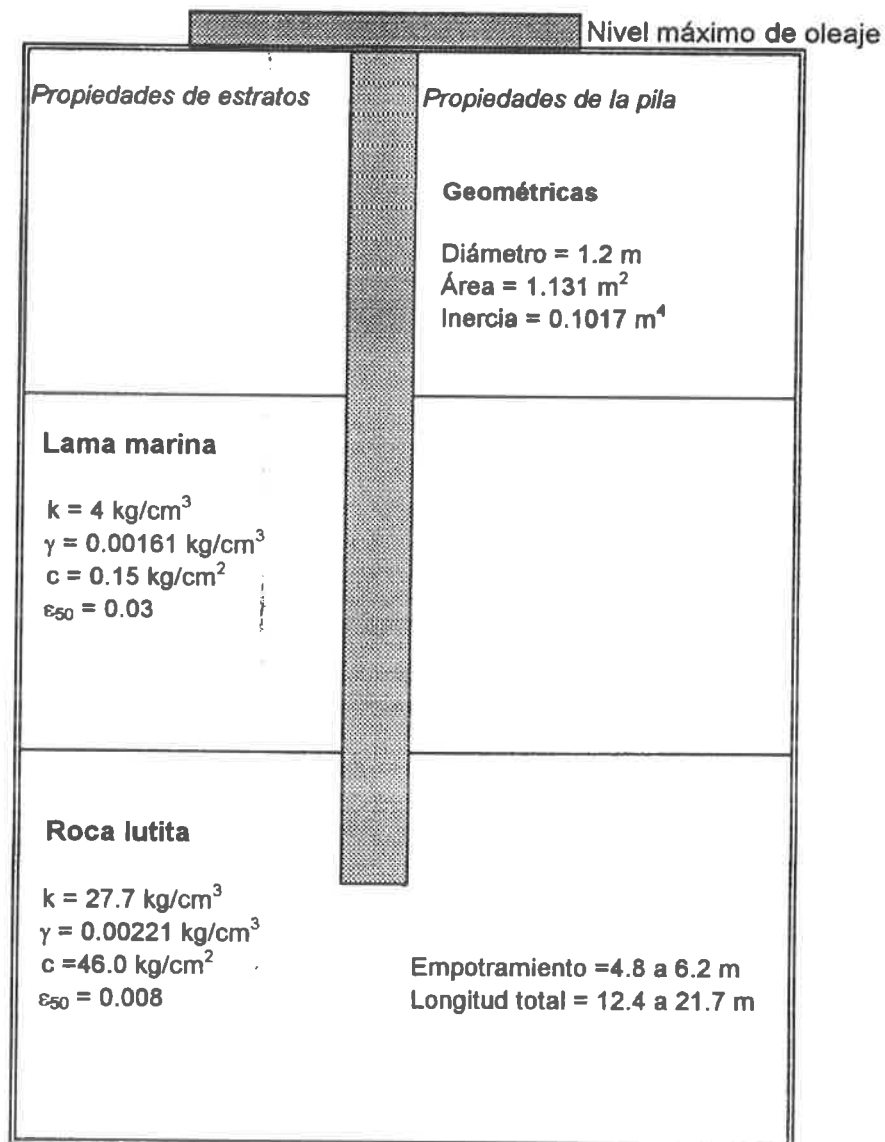 Nivel máximo de oleaje
Propiedades de estratos
Propiedades de la pila
Geométricas
Diámetro = 1.2 m
Área = 1.131 m²
Inercia = 0.1017 m⁴
Lama marina
k = 4 kg/cm³
γ = 0.00161 kg/cm³
c = 0.15 kg/cm²
ε₅₀ = 0.03
Roca lutita
k = 27.7 kg/cm³
γ = 0.00221 kg/cm³
c =46.0 kg/cm²
ε₅₀ = 0.008
Empotramiento =4.8 a 6.2 m
Longitud total = 12.4 a 21.7 m